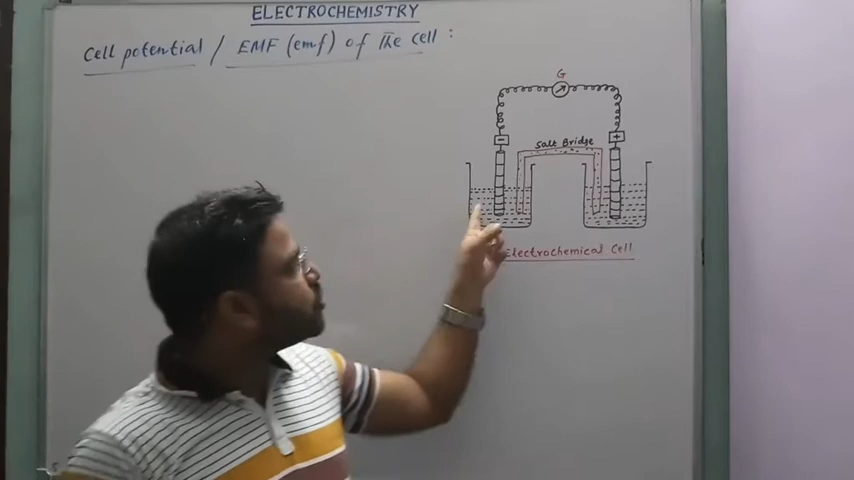 ELECTROCHEMISTRY
Cell potential / EMF (emf) of the Cell :
G
- +
Salt Bridge
Electrochemical Cell